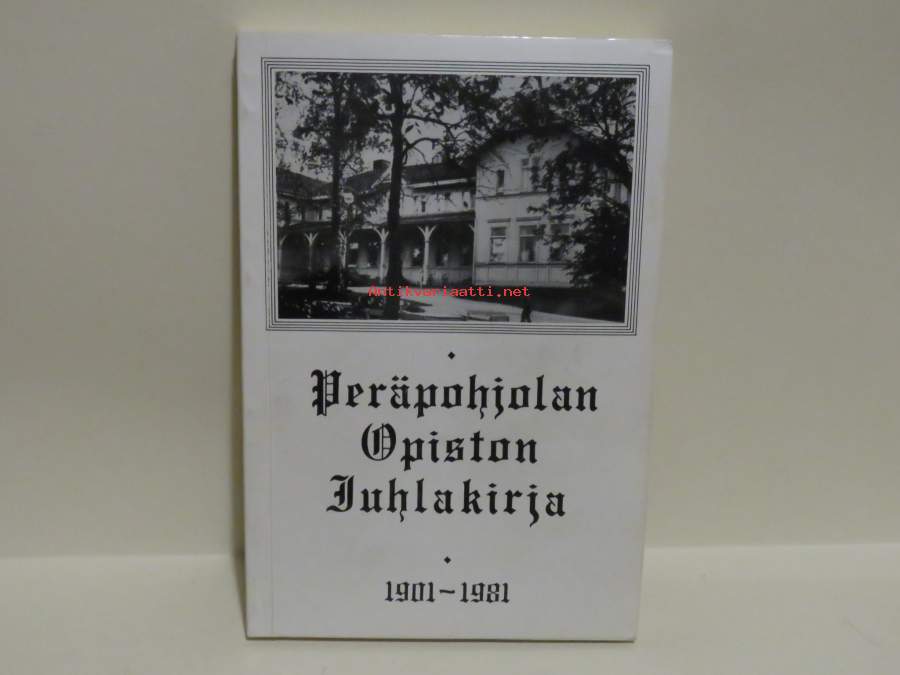 Antikvariaatti.net
Peräpohjolan
Opiston
Juhlakirja
1901-1981